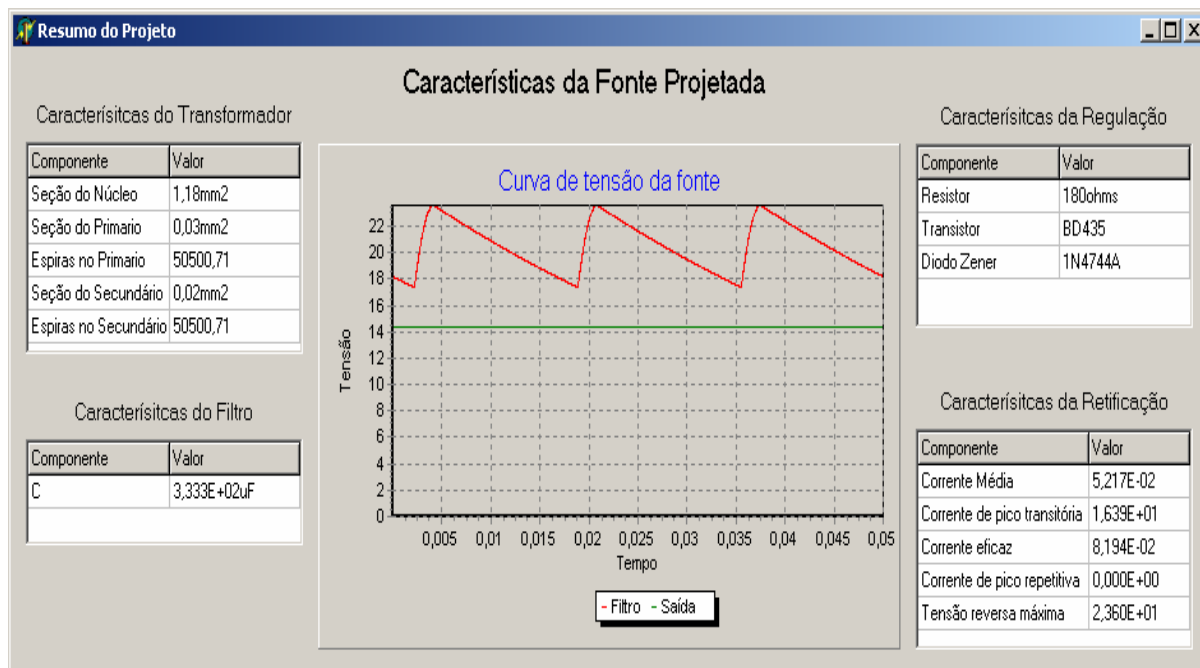 Resumo do Projeto
Características da Fonte Projetada
Caracterísitcas do Transformador
Componente Valor
Seção do Núcleo 1,18mm2
Seção do Primario 0,03mm2
Espiras no Primario 50500,71
Seção do Secundário 0,02mm2
Espiras no Secundário 50500,71
Caracterísitcas do Filtro
Componente Valor
C 3,333E+02uF
Curva de tensão da fonte
22
20
18
16
14
12
10
8
6
4
2
0
Tensão
0,005 0,01 0,015 0,02 0,025 0,03 0,035 0,04 0,045 0,05
Tempo
Filtro Saída
Caracterísitcas da Regulação
Componente Valor
Resistor 180ohms
Transistor BD435
Diodo Zener 1N4744A
Caracterísitcas da Retificação
Componente Valor
Corrente Média 5,217E-02
Corrente de pico transitória 1,639E+01
Corrente eficaz 8,194E-02
Corrente de pico repetitiva 0,000E+00
Tensão reversa máxima 2,360E+01